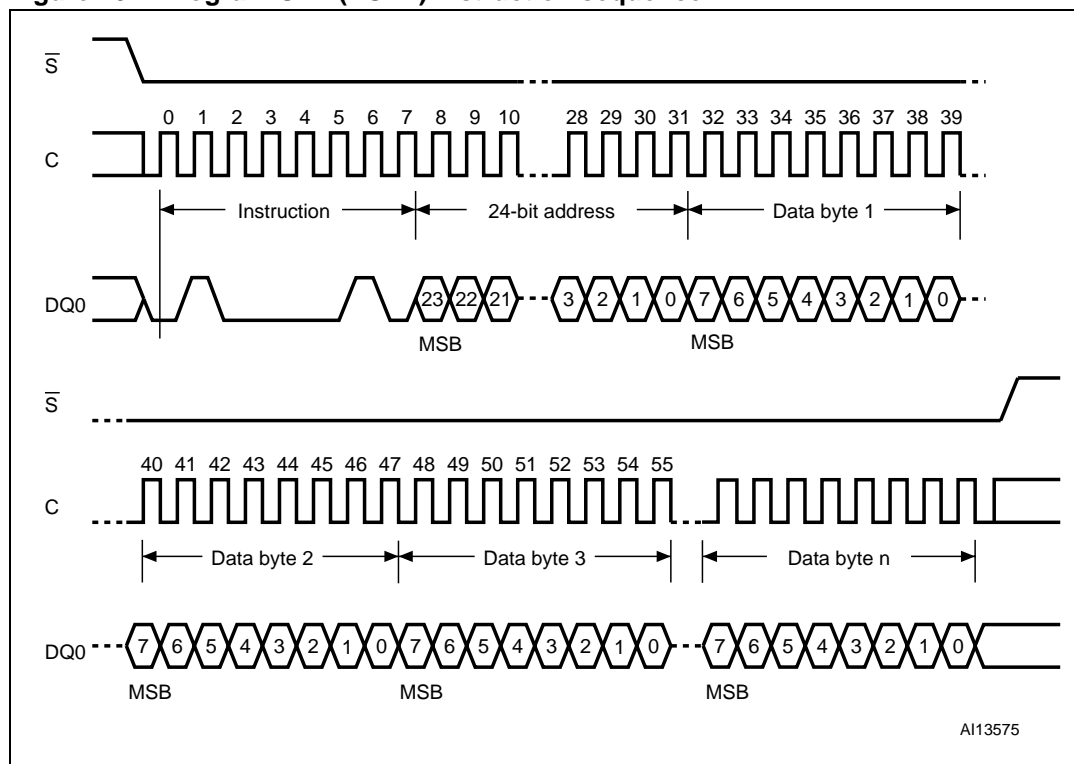 S
0 1 2 3 4 5 6 7 8 9 10 28 29 30 31 32 33 34 35 36 37 38 39
C
Instruction 24-bit address Data byte 1
DQ0 23 22 21 3 2 1 0 7 6 5 4 3 2 1 0
MSB MSB
S
40 41 42 43 44 45 46 47 48 49 50 51 52 53 54 55
C
Data byte 2 Data byte 3 Data byte n
DQ0 7 6 5 4 3 2 1 0 7 6 5 4 3 2 1 0 7 6 5 4 3 2 1 0
MSB MSB MSB
AI13575